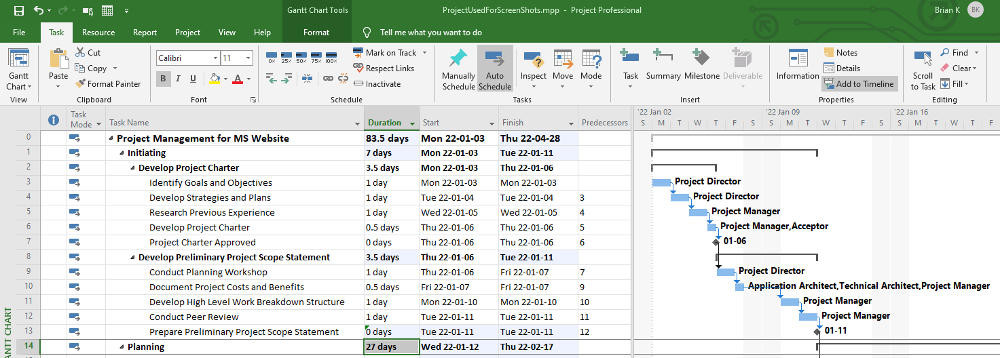 Gantt Chart Tools ProjectUsedForScreenShots.mpp - Project Professional Brian K BK
File Task Resource Report Project View Help Format Tell me what you want to do
Gantt Chart
View
Paste
Cut
Copy
Format Painter
Clipboard
Calibri 11
B I U A
Font
0% 25% 50% 75% 100%
Mark on Track
Respect Links
Inactivate
Schedule
Manually Schedule
Auto Schedule
Inspect
Move
Mode
Tasks
Task
Summary
Milestone
Deliverable
Insert
Information
Notes
Details
Add to Timeline
Properties
Scroll to Task
Find
Clear
Fill
Editing
Task Mode Task Name Duration Start Finish Predecessors
'22 Jan 02 '22 Jan 09 '22 Jan 16
S M T W T F S S M T W T F S S M T W T F
0 Project Management for MS Website 83.5 days Mon 22-01-03 Thu 22-04-28
1 Initiating 7 days Mon 22-01-03 Tue 22-01-11
2 Develop Project Charter 3.5 days Mon 22-01-03 Thu 22-01-06
3 Identify Goals and Objectives 1 day Mon 22-01-03 Mon 22-01-03 Project Director
4 Develop Strategies and Plans 1 day Tue 22-01-04 Tue 22-01-04 3 Project Director
5 Research Previous Experience 1 day Wed 22-01-05 Wed 22-01-05 4 Project Manager
6 Develop Project Charter 0.5 days Thu 22-01-06 Thu 22-01-06 5 Project Manager,Acceptor
7 Project Charter Approved 0 days Thu 22-01-06 Thu 22-01-06 6 01-06
8 Develop Preliminary Project Scope Statement 3.5 days Thu 22-01-06 Tue 22-01-11
9 Conduct Planning Workshop 1 day Thu 22-01-06 Fri 22-01-07 7 Project Director
10 Document Project Costs and Benefits 0.5 days Fri 22-01-07 Fri 22-01-07 9 Application Architect,Technical Architect,Project Manager
11 Develop High Level Work Breakdown Structure 1 day Mon 22-01-10 Mon 22-01-10 10 Project Manager
12 Conduct Peer Review 1 day Tue 22-01-11 Tue 22-01-11 11 Project Manager
13 Prepare Preliminary Project Scope Statement 0 days Tue 22-01-11 Tue 22-01-11 12 01-11
14 Planning 27 days Wed 22-01-12 Thu 22-02-17
ANTT CHART